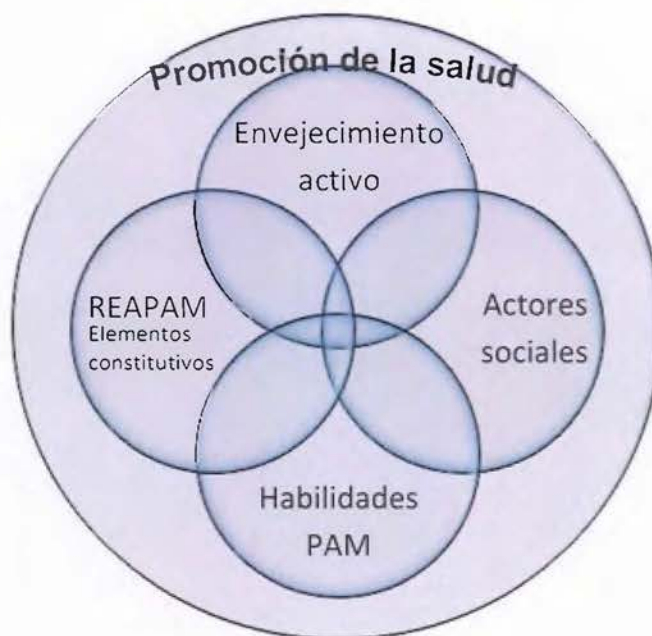 Promoción de la salud
Envejecimiento
activo
REAPAM
Elementos
constitutivos
Actores
sociales
Habilidades
PAM